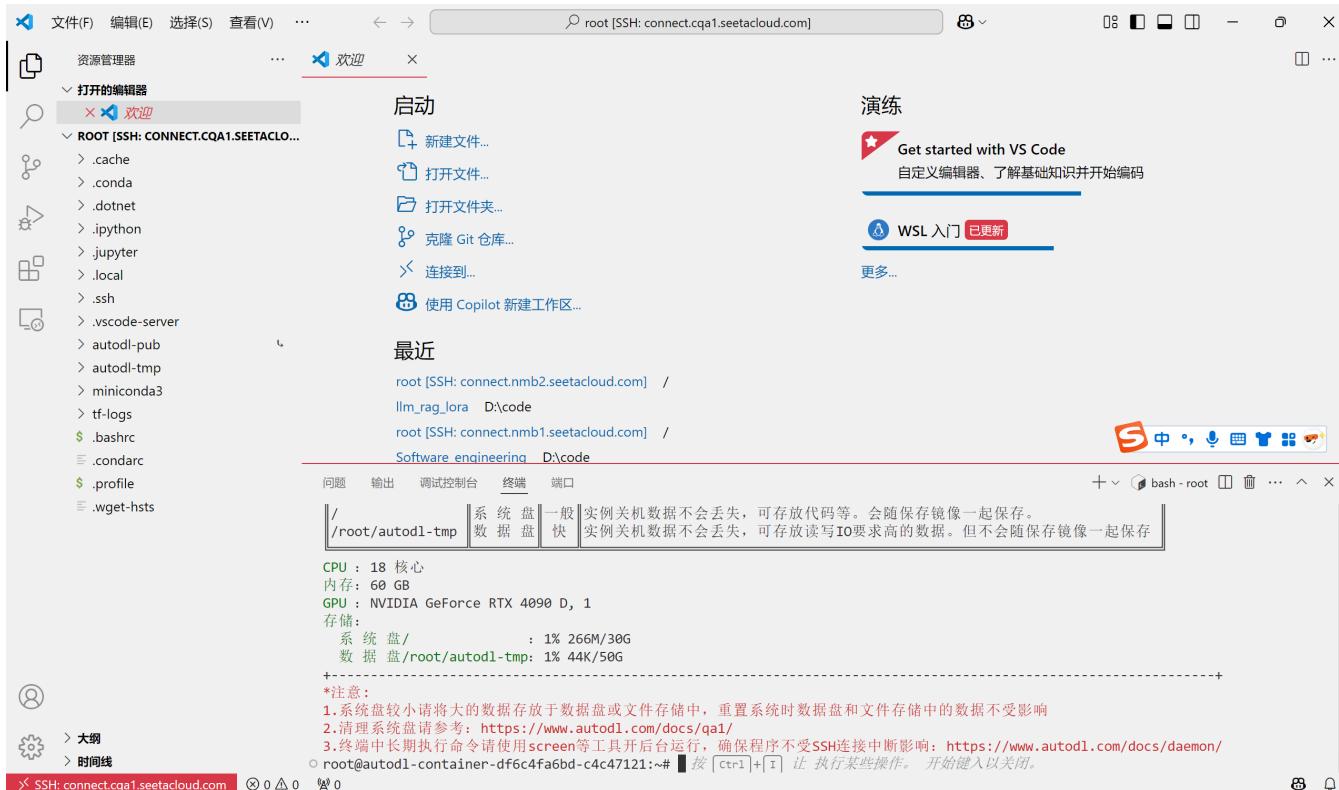 文件(F) 编辑(E) 选择(S) 查看(V) ··· root [SSH: connect.cqa1.seetacloud.com]
资源管理器 ···
打开的编辑器
欢迎
ROOT [SSH: CONNECT.CQA1.SEETACLO...
.cache
.conda
.dotnet
.ipython
.jupyter
.local
.ssh
.vscode-server
autodl-pub
autodl-tmp
miniconda3
tf-logs
$ .bashrc
.condarc
$ .profile
.wget-hsts
大纲
时间线
欢迎
启动
新建文件...
打开文件...
打开文件夹...
克隆 Git 仓库...
连接到...
使用 Copilot 新建工作区...
最近
root [SSH: connect.nmb2.seetacloud.com] /
llm_rag_lora D:\code
root [SSH: connect.nmb1.seetacloud.com] /
Software_engineering D:\code
演练
Get started with VS Code
自定义编辑器、了解基础知识并开始编码
WSL 入门 已更新
更多...
S 中
问题 输出 调试控制台 终端 端口 bash - root
/ 系 统 盘 一般 实例关机数据不会丢失，可存放代码等。会随保存镜像一起保存。
/root/autodl-tmp 数 据 盘 快 实例关机数据不会丢失，可存放读写IO要求高的数据。但不会随保存镜像一起保存
CPU : 18 核心
内存: 60 GB
GPU : NVIDIA GeForce RTX 4090 D, 1
存储:
系 统 盘/ : 1% 266M/30G
数 据 盘/root/autodl-tmp: 1% 44K/50G
+----------------------------------------------------------------------------------------------------------------+
*注意:
1.系统盘较小请将大的数据存放于数据盘或文件存储中，重置系统时数据盘和文件存储中的数据不受影响
2.清理系统盘请参考: https://www.autodl.com/docs/qa1/
3.终端中长期执行命令请使用screen等工具开后台运行，确保程序不受SSH连接中断影响: https://www.autodl.com/docs/daemon/
root@autodl-container-df6c4fa6bd-c4c47121:~# 按 Ctrl+I 让 执行某些操作。 开始键入以关闭。
SSH: connect.cqa1.seetacloud.com 0 0 0